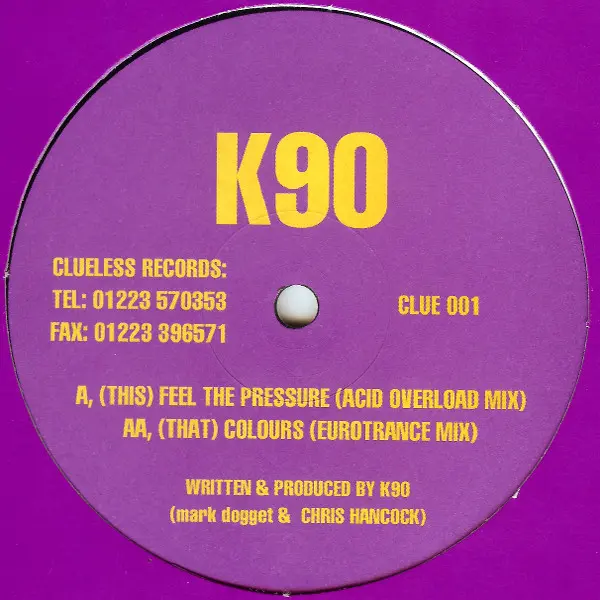 K90
CLUELESS RECORDS:
TEL: 01223 570353
FAX: 01223 396571
CLUE 001
A, (THIS) FEEL THE PRESSURE (ACID OVERLOAD MIX)
AA, (THAT) COLOURS (EUROTRANCE MIX)
WRITTEN & PRODUCED BY K90
(mark dogget & CHRIS HANCOCK)